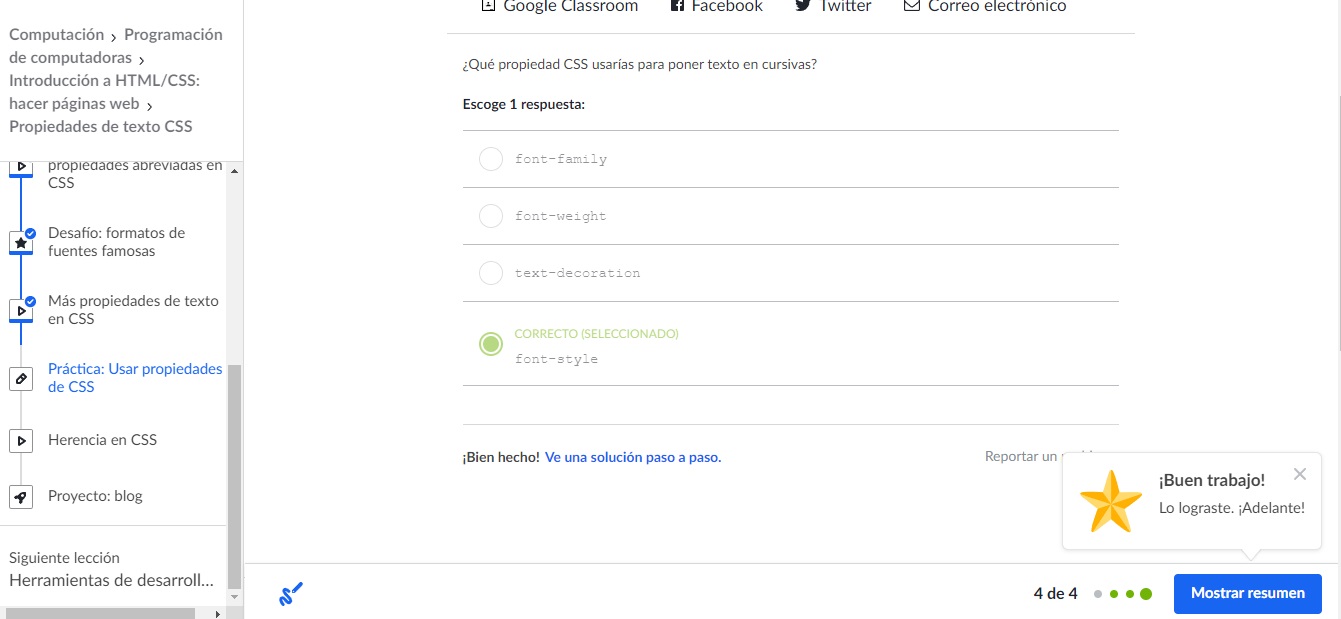 Google Classroom Facebook Twitter Correo electrónico
Computación › Programación
de computadoras ›
Introducción a HTML/CSS:
hacer páginas web ›
Propiedades de texto CSS
propiedades abreviadas en
CSS
Desafío: formatos de
fuentes famosas
Más propiedades de texto
en CSS
Práctica: Usar propiedades
de CSS
Herencia en CSS
Proyecto: blog
Siguiente lección
Herramientas de desarroll...
¿Qué propiedad CSS usarías para poner texto en cursivas?
Escoge 1 respuesta:
font-family
font-weight
text-decoration
CORRECTO (SELECCIONADO)
font-style
¡Bien hecho! Ve una solución paso a paso.
Reportar un
¡Buen trabajo!
Lo lograste. ¡Adelante!
4 de 4
Mostrar resumen